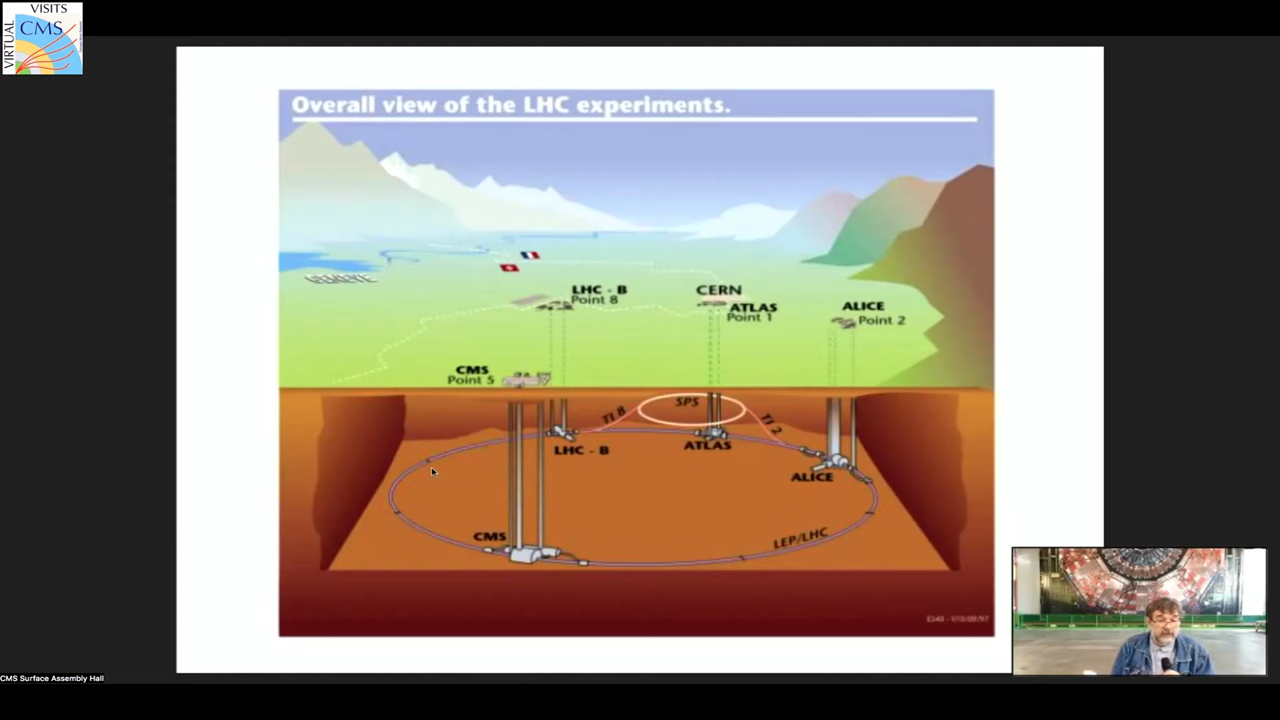 VISITS
VIRTUAL
CMS
Overall view of the LHC experiments.
GENEVE
LHC - B
Point 8
CERN
ATLAS
Point 1
ALICE
Point 2
CMS
Point 5
SPS
TI 8
TI 2
LHC - B
ATLAS
ALICE
CMS
LEP/LHC
CMS Surface Assembly Hall